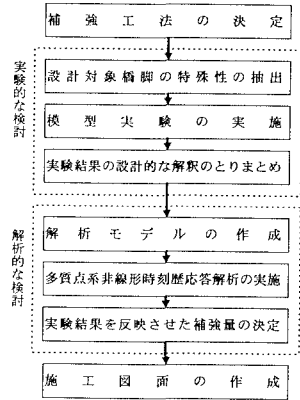 補強工法の決定
実験的な検討
設計対象橋脚の特殊性の抽出
模型実験の実施
実験結果の設計的な解釈のとりまとめ
解析的な検討
解析モデルの作成
多質点系非線形時刻歴応答解析の実施
実験結果を反映させた補強量の決定
施工図面の作成